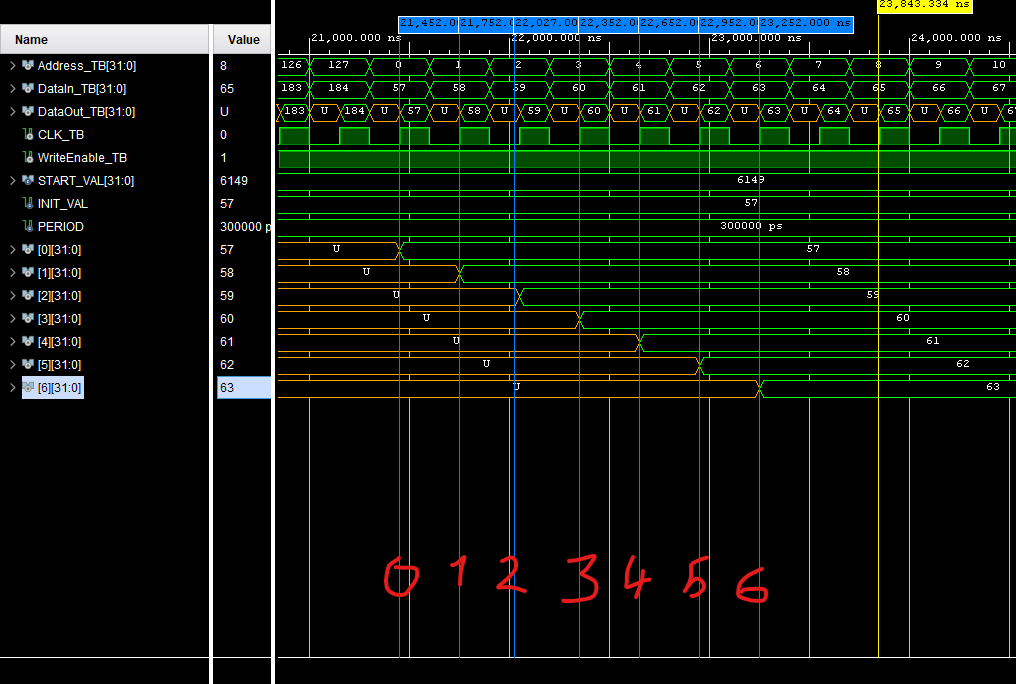 23,843.334 ns
21,452.0 21,752.0 22,027.0 22,352.0 22,652.0 22,952.0 23,252.000 ns
Name Value 21,000.000 ns 22,000.000 ns 23,000.000 ns 24,000.000 ns
Address_TB[31:0] 8 126 127 0 1 2 3 4 5 6 7 8 9 10
DataIn_TB[31:0] 65 183 184 57 58 59 60 61 62 63 64 65 66 67
DataOut_TB[31:0] U 183 U 184 U 57 U 58 U 59 U 60 U 61 U 62 U 63 U 64 U 65 U 66 U
CLK_TB 0
WriteEnable_TB 1
START_VAL[31:0] 6149 6149
INIT_VAL 57 57
PERIOD 300000 p 300000 ps
[0][31:0] 57 U 57
[1][31:0] 58 U 58
[2][31:0] 59 U 59
[3][31:0] 60 U 60
[4][31:0] 61 U 61
[5][31:0] 62 U 62
[6][31:0] 63 U 63
0 1 2 3 4 5 6